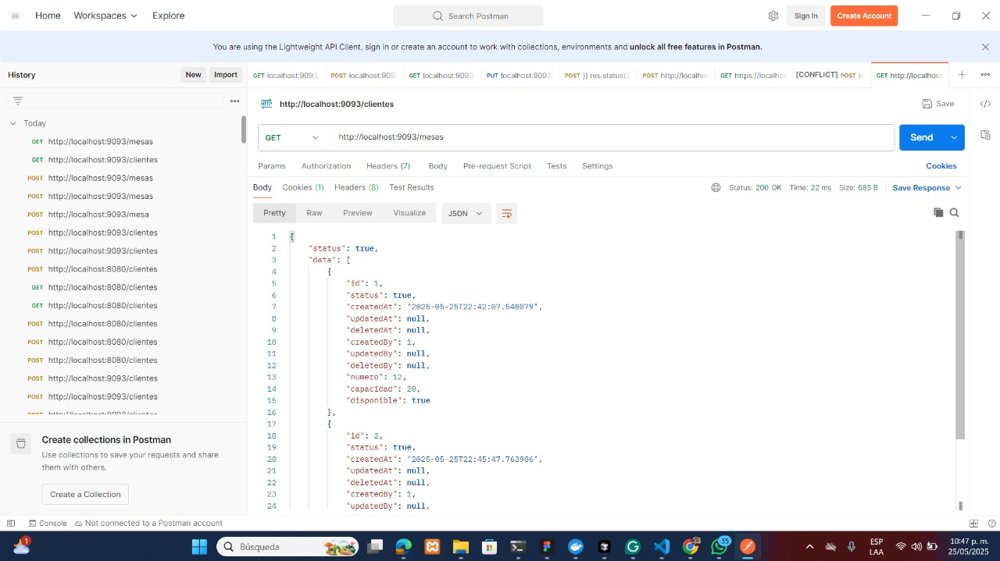 Home Workspaces Explore Search Postman Sign In Create Account
You are using the Lightweight API Client, sign in or create an account to work with collections, environments and unlock all free features in Postman.
History New Import GET localhost:9093 POST localhost:909 GET localhost:9093 PUT localhost:9093 POST }) res.status(2 POST http://localho GET https://localho [CONFLICT] POST h GET http://localhost
HTTP http://localhost:9093/clientes Save </>
Today
GET http://localhost:9093/mesas
GET http://localhost:9093/clientes
POST http://localhost:9093/mesas
POST http://localhost:9093/mesas
POST http://localhost:9093/mesa
POST http://localhost:9093/clientes
POST http://localhost:9093/clientes
POST http://localhost:8080/clientes
GET http://localhost:8080/clientes
GET http://localhost:8080/clientes
POST http://localhost:8080/clientes
POST http://localhost:8080/clientes
POST http://localhost:8080/clientes
POST http://localhost:9093/clientes
POST http://localhost:9093/clientes
POST http://localhost:9093/clientes
Create collections in Postman
Use collections to save your requests and share
them with others.
Create a Collection
GET http://localhost:9093/mesas Send
Params Authorization Headers (7) Body Pre-request Script Tests Settings Cookies
Body Cookies (1) Headers (8) Test Results Status: 200 OK Time: 22 ms Size: 685 B Save Response
Pretty Raw Preview Visualize JSON
1 {
2 "status": true,
3 "data": [
4 {
5 "id": 1,
6 "status": true,
7 "createdAt": "2025-05-25T22:42:07.548079",
8 "updatedAt": null,
9 "deletedAt": null,
10 "createdBy": 1,
11 "updatedBy": null,
12 "deletedBy": null,
13 "numero": 12,
14 "capacidad": 20,
15 "disponible": true
16 },
17 {
18 "id": 2,
19 "status": true,
20 "createdAt": "2025-05-25T22:45:47.763906",
21 "updatedAt": null,
22 "deletedAt": null,
23 "createdBy": 1,
24 "updatedBy": null,
Console Not connected to a Postman account
1 Búsqueda 35 ESP
LAA
10:47 p. m.
25/05/2025